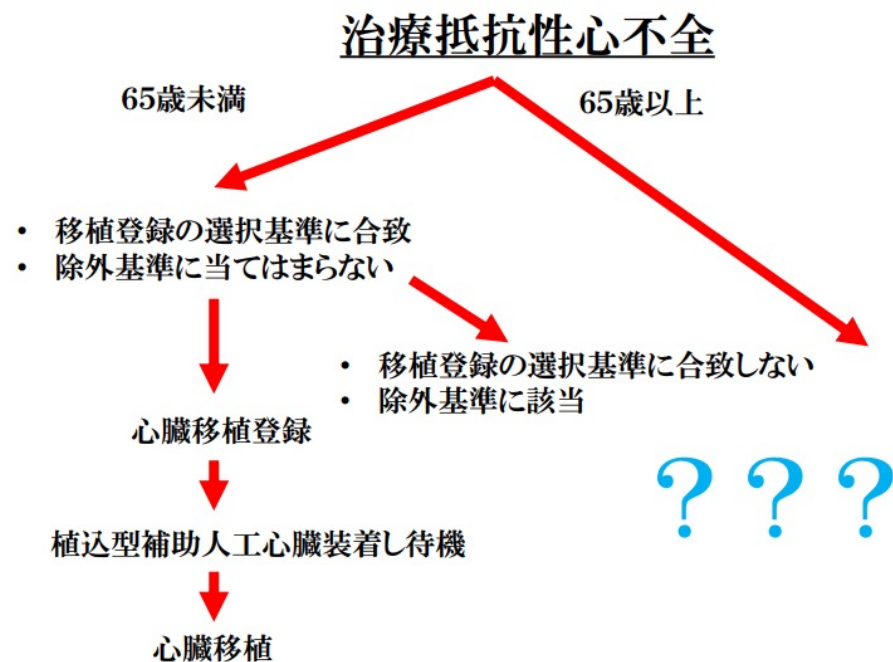 治療抵抗性心不全
65歳未満
65歳以上
・ 移植登録の選択基準に合致
・ 除外基準に当てはまらない
・ 移植登録の選択基準に合致しない
・ 除外基準に該当
心臓移植登録
？？？
植込型補助人工心臓装着し待機
心臓移植